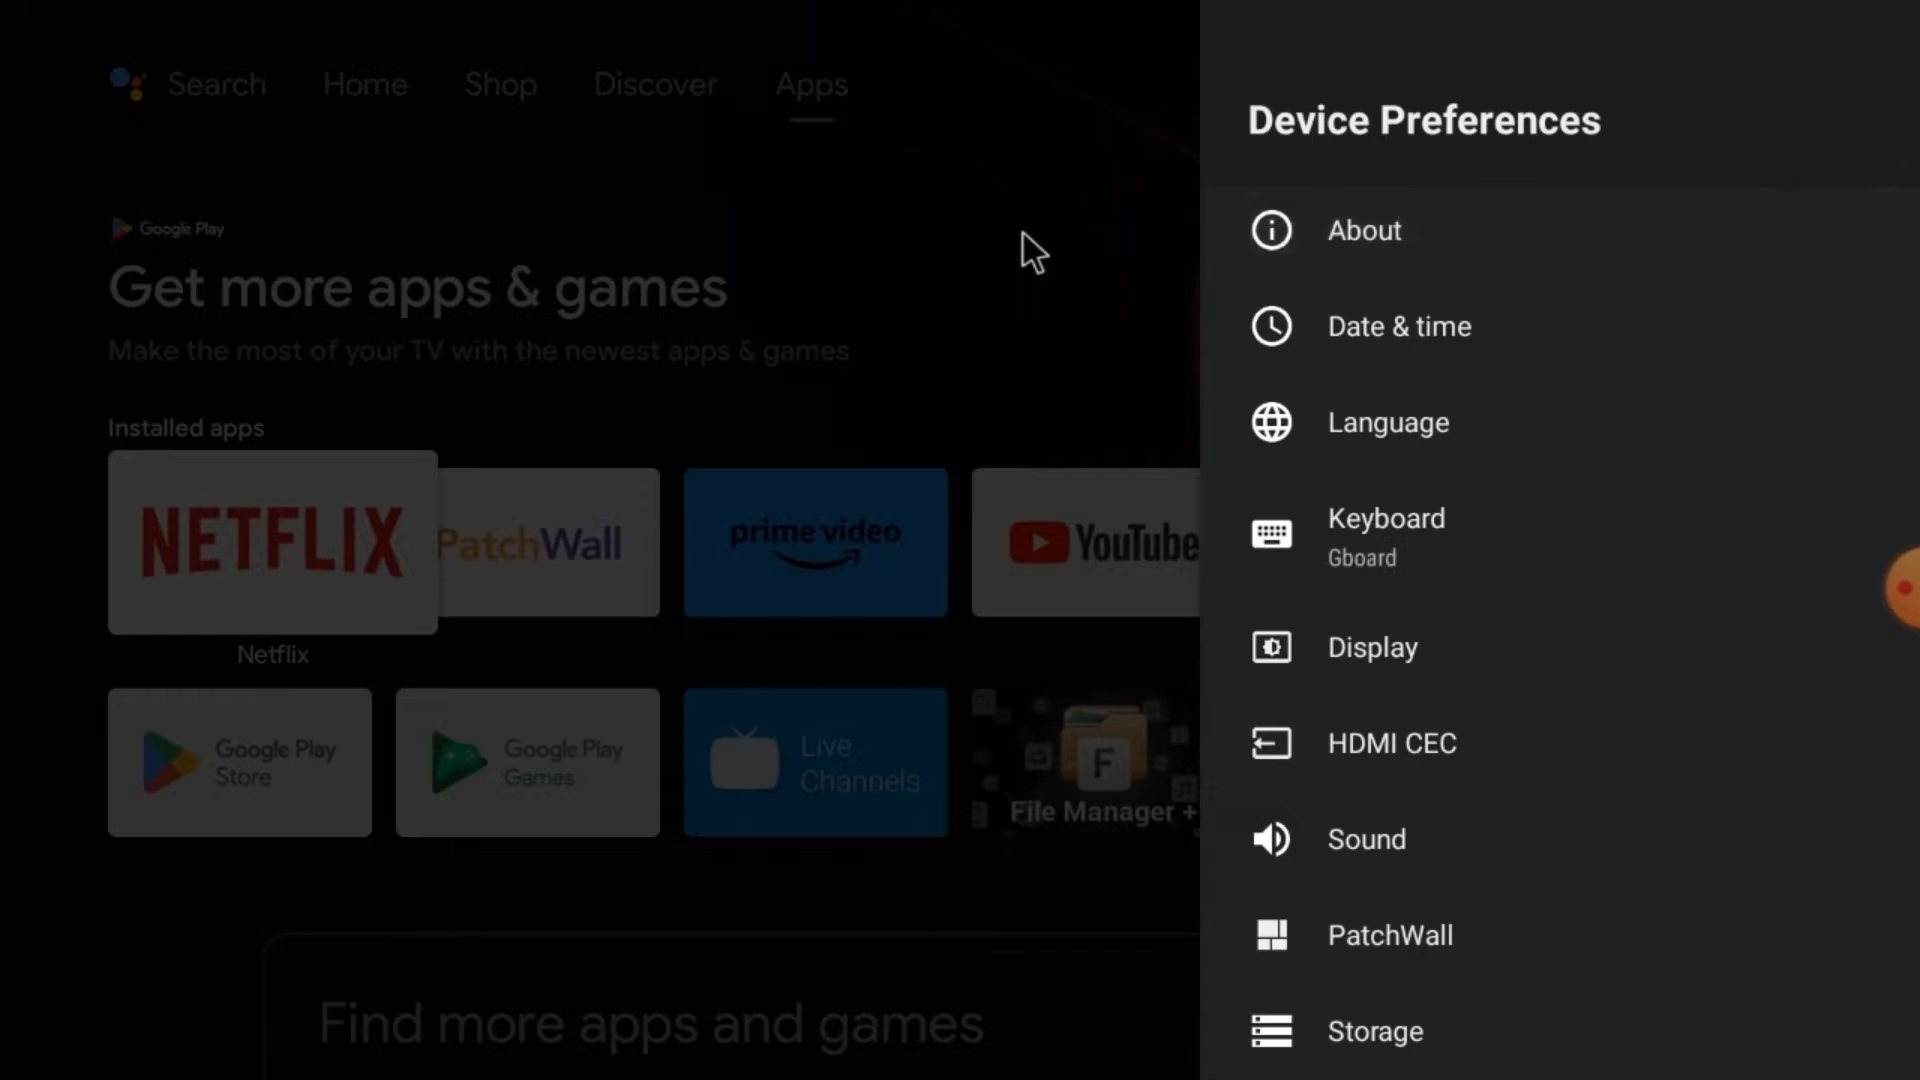 Search Home Shop Discover Apps
Google Play
Get more apps & games
Make the most of your TV with the newest apps & games
Installed apps
NETFLIX
PatchWall
prime video
YouTube
Netflix
Google Play
Store
Google Play
Games
Live
Channels
F
File Manager +
Find more apps and games
Device Preferences
About
Date & time
Language
Keyboard
Gboard
Display
HDMI CEC
Sound
PatchWall
Storage